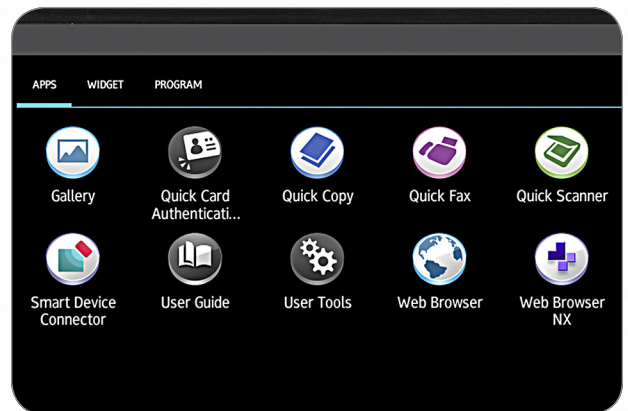 APPS WIDGET PROGRAM
Gallery
Quick Card
Authenticati...
Quick Copy
Quick Fax
Quick Scanner
Smart Device
Connector
User Guide
User Tools
Web Browser
Web Browser
NX